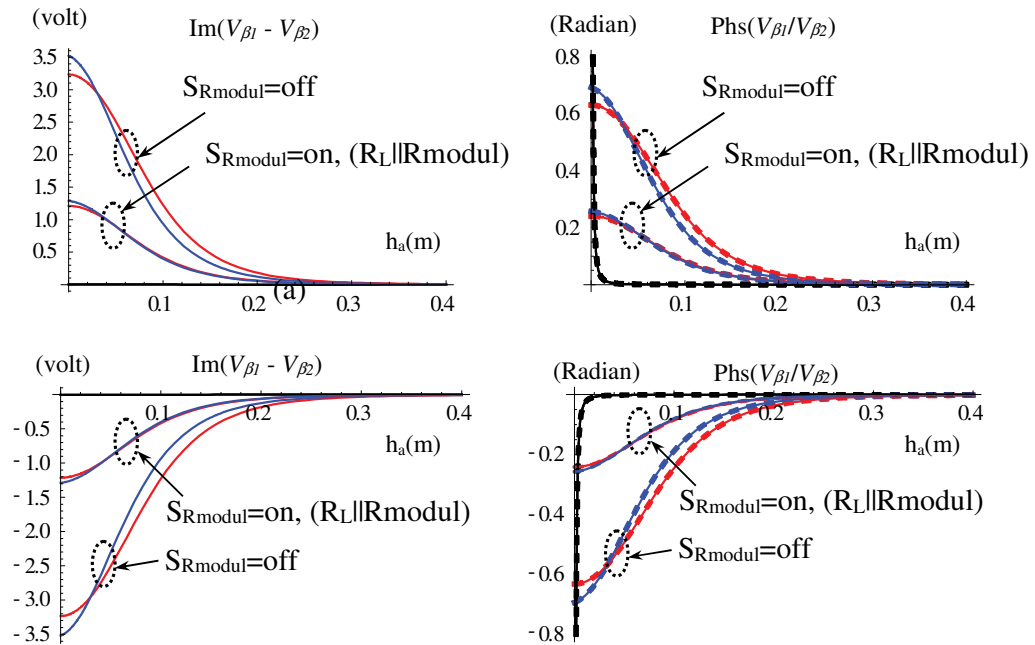 (volt)
Im(Vβ1 - Vβ2)
3.5
3.0
2.5
2.0
1.5
1.0
0.5
SRmodul=off
SRmodul=on, (RL||Rmodul)
ha(m)
0.1
0.2
0.3
0.4
(a)
(Radian)
Phs(Vβ1/Vβ2)
0.8
0.6
0.4
0.2
SRmodul=off
ha(m)
0.1
0.2
0.3
0.4
(volt)
Im(Vβ1 - Vβ2)
0.1
0.2
0.3
0.4
- 0.5
- 1.0
- 1.5
- 2.0
- 2.5
- 3.0
- 3.5
ha(m)
SRmodul=on, (RL||Rmodul)
SRmodul=off
(Radian)
Phs(Vβ1/Vβ2)
0.1
0.2
0.3
0.4
- 0.2
- 0.4
- 0.6
- 0.8
ha(m)
SRmodul=on, (RL||Rmodul)
SRmodul=off